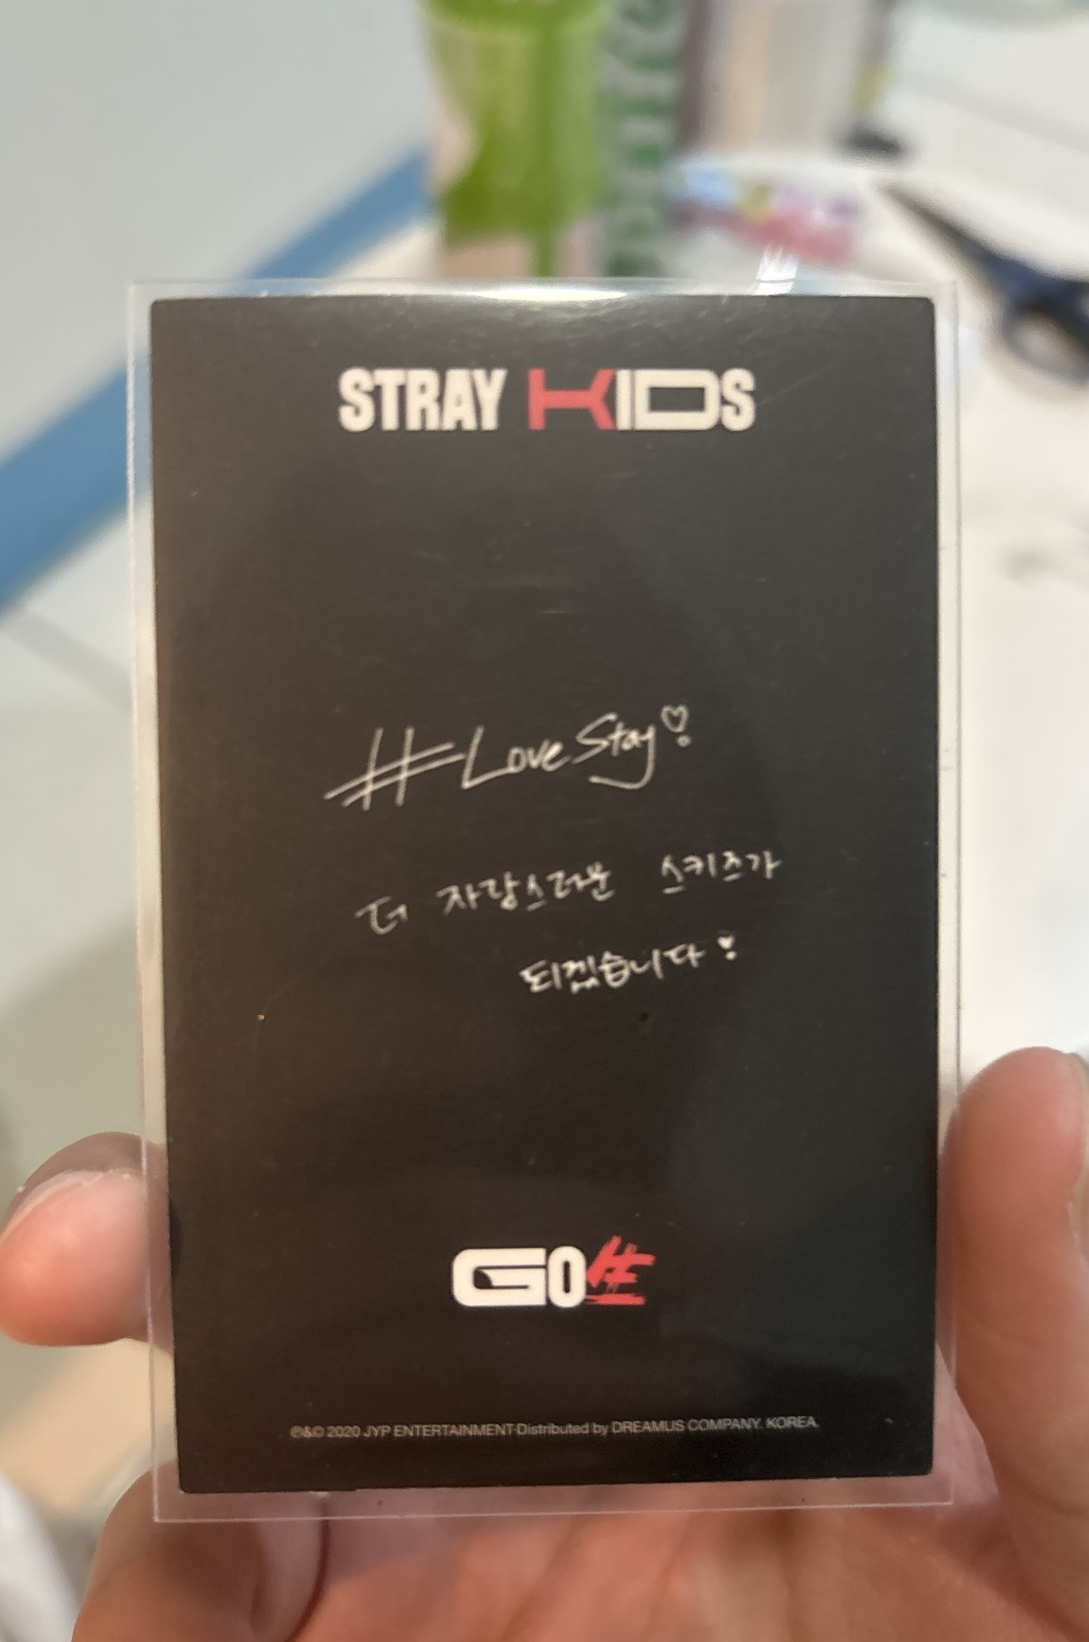 STRAY KIDS
#LoveStay
더 자랑스러운 스키즈가
되겠습니다
GO生
℗&© 2020 JYP ENTERTAINMENT Distributed by DREAMUS COMPANY. KOREA.